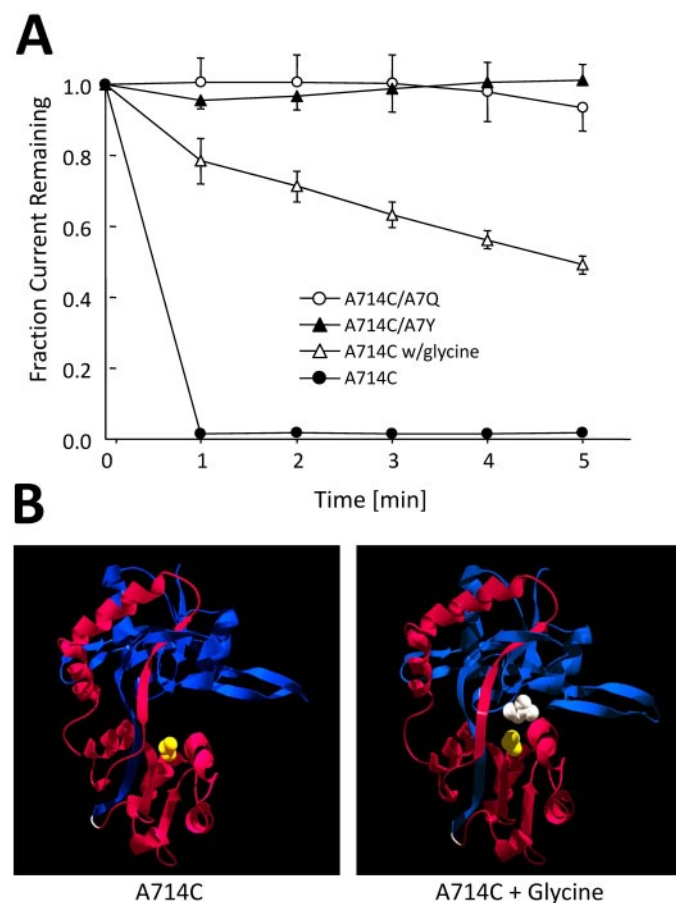 A
Fraction Current Remaining
1.0
0.8
0.6
0.4
0.2
0.0
A714C/A7Q
A714C/A7Y
A714C w/glycine
A714C
0 1 2 3 4 5
Time [min]
B
A714C
A714C + Glycine